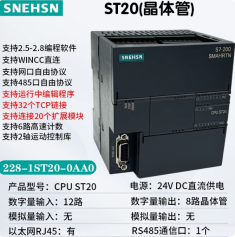 SNEHSN
ST20(晶体管)
支持2.5-2.8编程软件
支持WINCC直连
支持网口自由协议
支持485口自由协议
支持运行中编辑程序
支持32个TCP链接
支持连接20个扩展模块
支持6路高速计数
支持2轴运动控制库
228-1ST20-0AA0
SNEHSN
S7-200
SMAHRTN
产品型号：CPU ST20
电源：24V DC直流供电
数字量输入：12路
数字量输出：8路晶体管
模拟量输入：无
模拟量输出：无
以太网RJ45：有
RS485通信口：1个